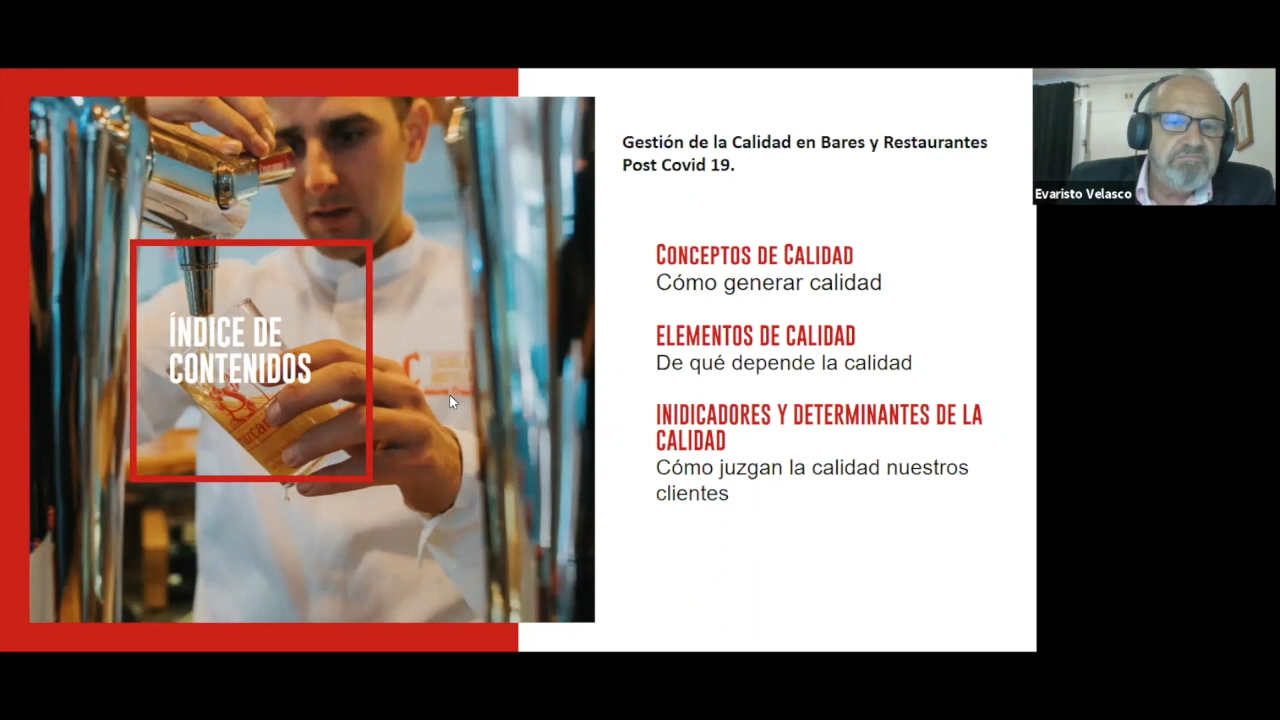 Gestión de la Calidad en Bares y Restaurantes
Post Covid 19.
Evaristo Velasco
CONCEPTOS DE CALIDAD
Cómo generar calidad
ÍNDICE DE
CONTENIDOS
ELEMENTOS DE CALIDAD
De qué depende la calidad
INIDICADORES Y DETERMINANTES DE LA
CALIDAD
Cómo juzgan la calidad nuestros
clientes